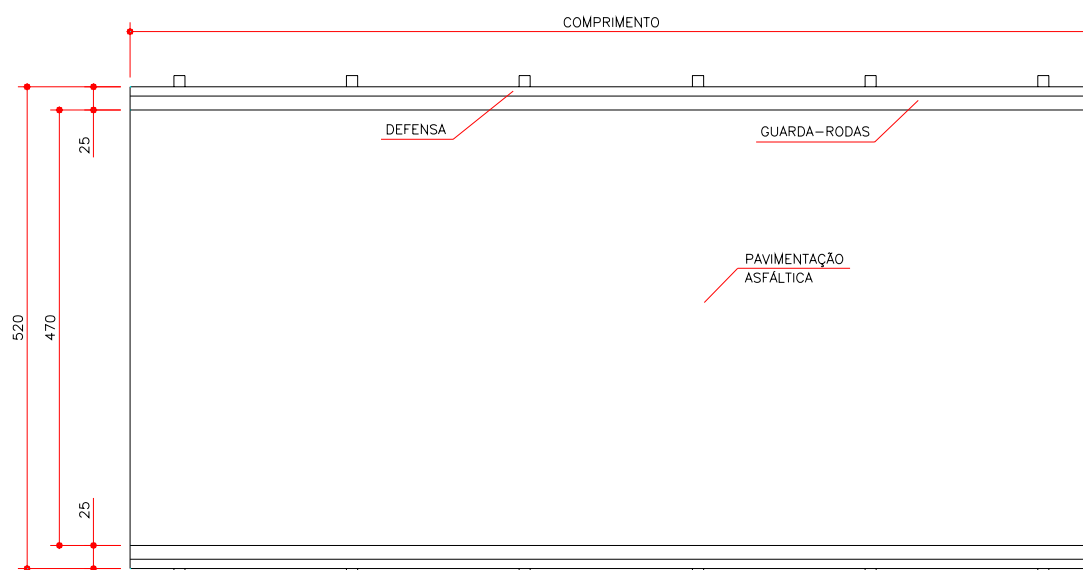 COMPRIMENTO
DEFENSA
GUARDA-RODAS
25
PAVIMENTAÇÃO
ASFÁLTICA
520
470
25